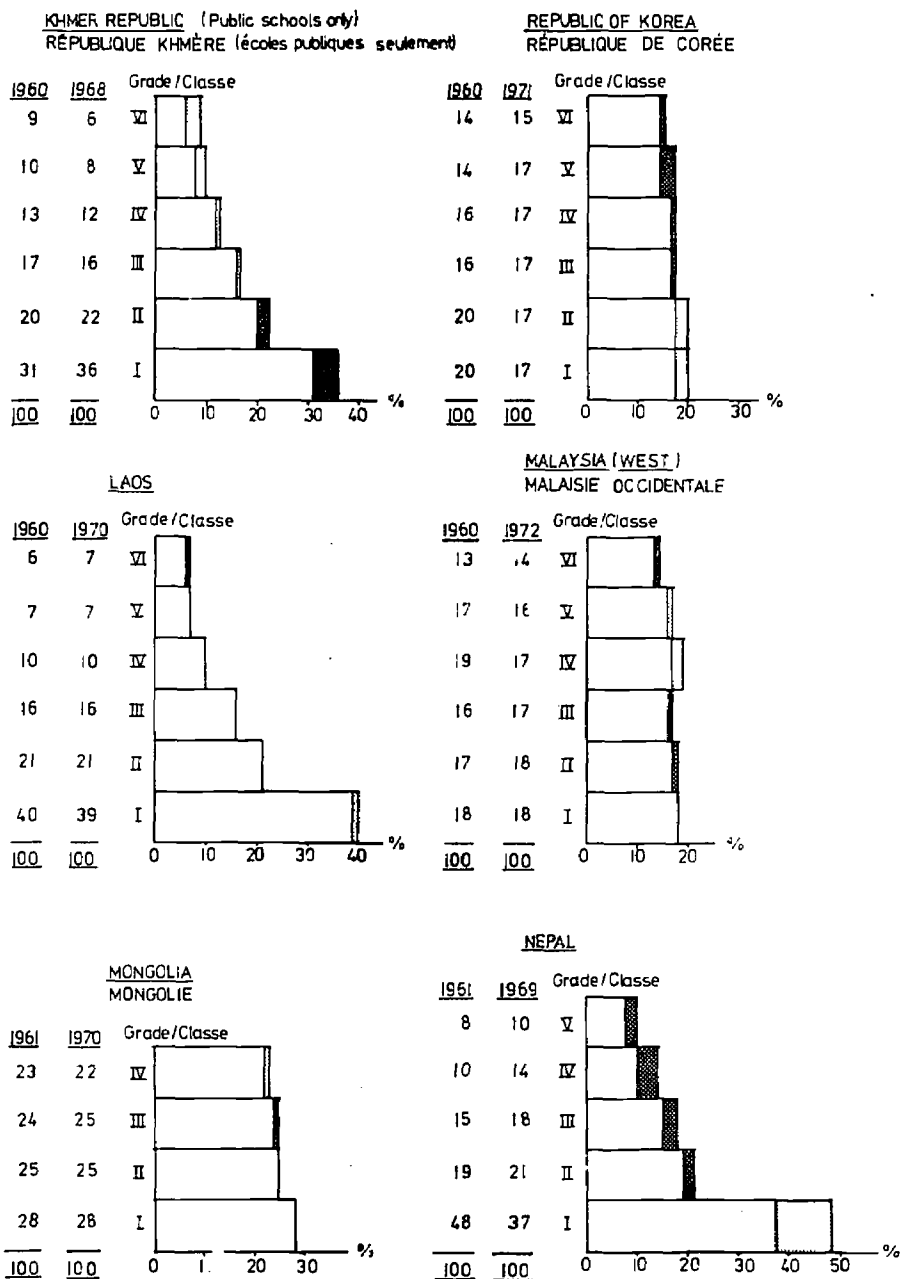 KHMER REPUBLIC (Public schools only)
RÉPUBLIQUE KHMÈRE (écoles publiques seulement)
1960 1968 Grade/Classe
9 6 VI
10 8 V
13 12 IV
17 16 III
20 22 II
31 36 I
100 100 0 10 20 30 40 %
REPUBLIC OF KOREA
RÉPUBLIQUE DE CORÉE
1960 1971 Grade/Classe
14 15 VI
14 17 V
16 17 IV
16 17 III
20 17 II
20 17 I
100 100 0 10 20 30 %
LAOS
1960 1970 Grade/Classe
6 7 VI
7 7 V
10 10 IV
16 16 III
21 21 II
40 39 I
100 100 0 10 20 30 40 %
MALAYSIA (WEST)
MALAISIE OCCIDENTALE
1960 1972 Grade/Classe
13 14 VI
17 16 V
19 17 IV
16 17 III
17 18 II
18 18 I
100 100 0 10 20 %
MONGOLIA
MONGOLIE
1961 1970 Grade/Classe
23 22 IV
24 25 III
25 25 II
28 28 I
100 100 0 1 20 30 %
NEPAL
1961 1969 Grade/Classe
8 10 V
10 14 IV
15 18 III
19 21 II
48 37 I
100 100 0 10 20 30 40 50 %